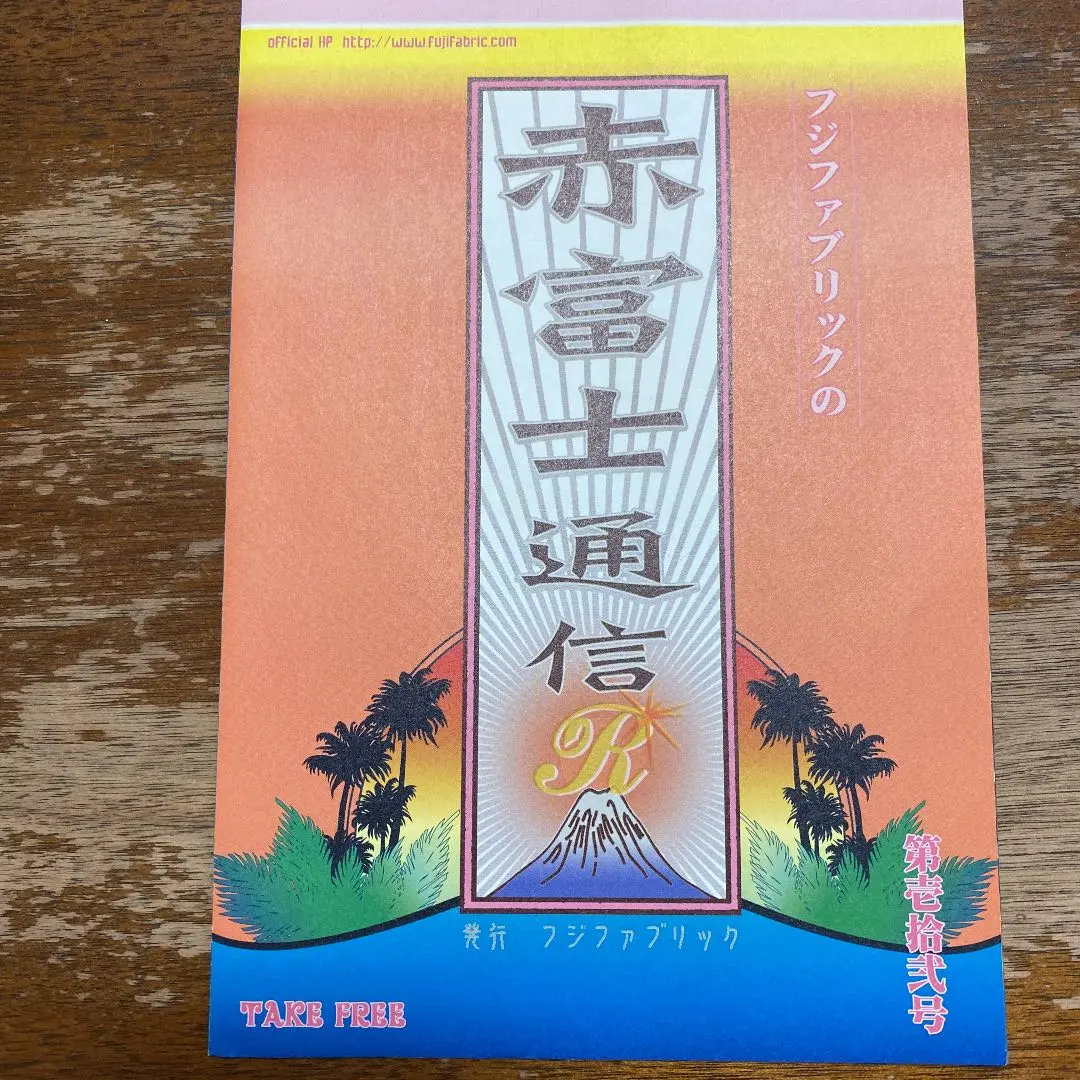 official HP http://www.fujifabric.com
フジファブリックの
赤富士通信
R
発行 フジファブリック
第壱拾弐号
TAKE FREE